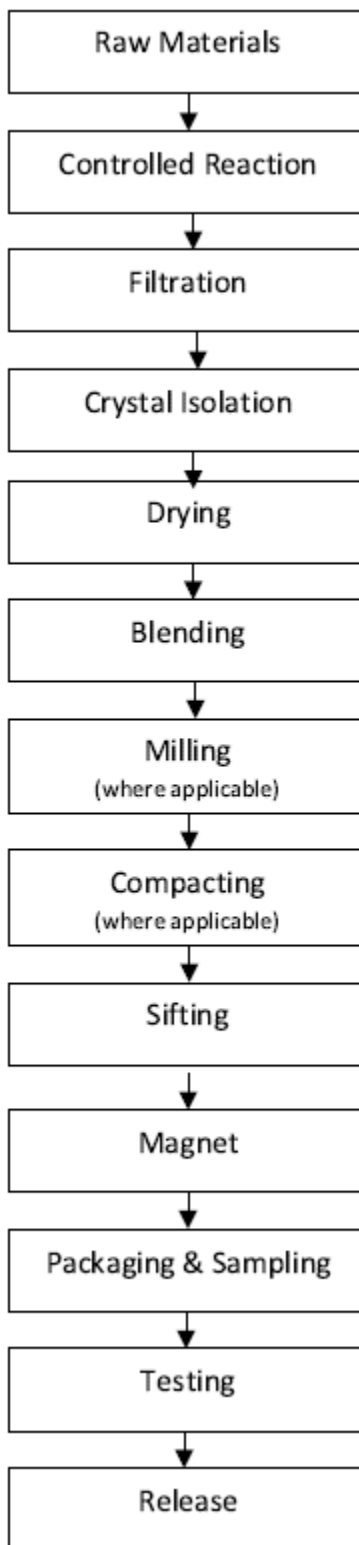 Raw Materials
Controlled Reaction
Filtration
Crystal Isolation
Drying
Blending
Milling
(where applicable)
Compacting
(where applicable)
Sifting
Magnet
Packaging & Sampling
Testing
Release